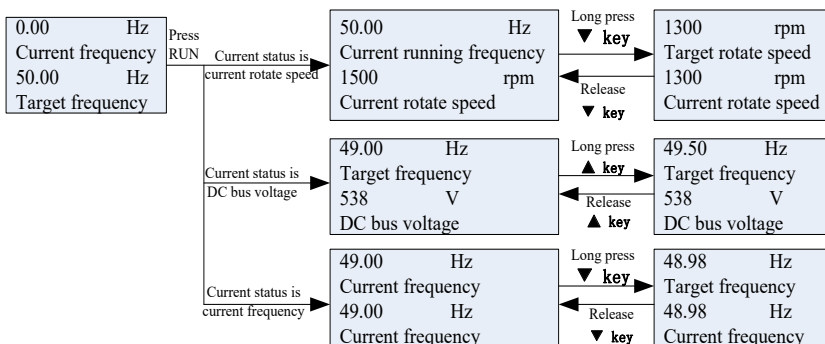 0.00 Hz
Current frequency
50.00 Hz
Target frequency
Press
RUN
Current status is
current rotate speed
50.00 Hz
Current running frequency
1500 rpm
Current rotate speed
Long press
▼ key
Release
▼ key
1300 rpm
Target rotate speed
1300 rpm
Current rotate speed
Current status is
DC bus voltage
49.00 Hz
Target frequency
538 V
DC bus voltage
Long press
▲ key
Release
▲ key
49.50 Hz
Target frequency
538 V
DC bus voltage
Current status is
current frequency
49.00 Hz
Current frequency
49.00 Hz
Current frequency
Long press
▼ key
Release
▼ key
48.98 Hz
Target frequency
48.98 Hz
Current frequency